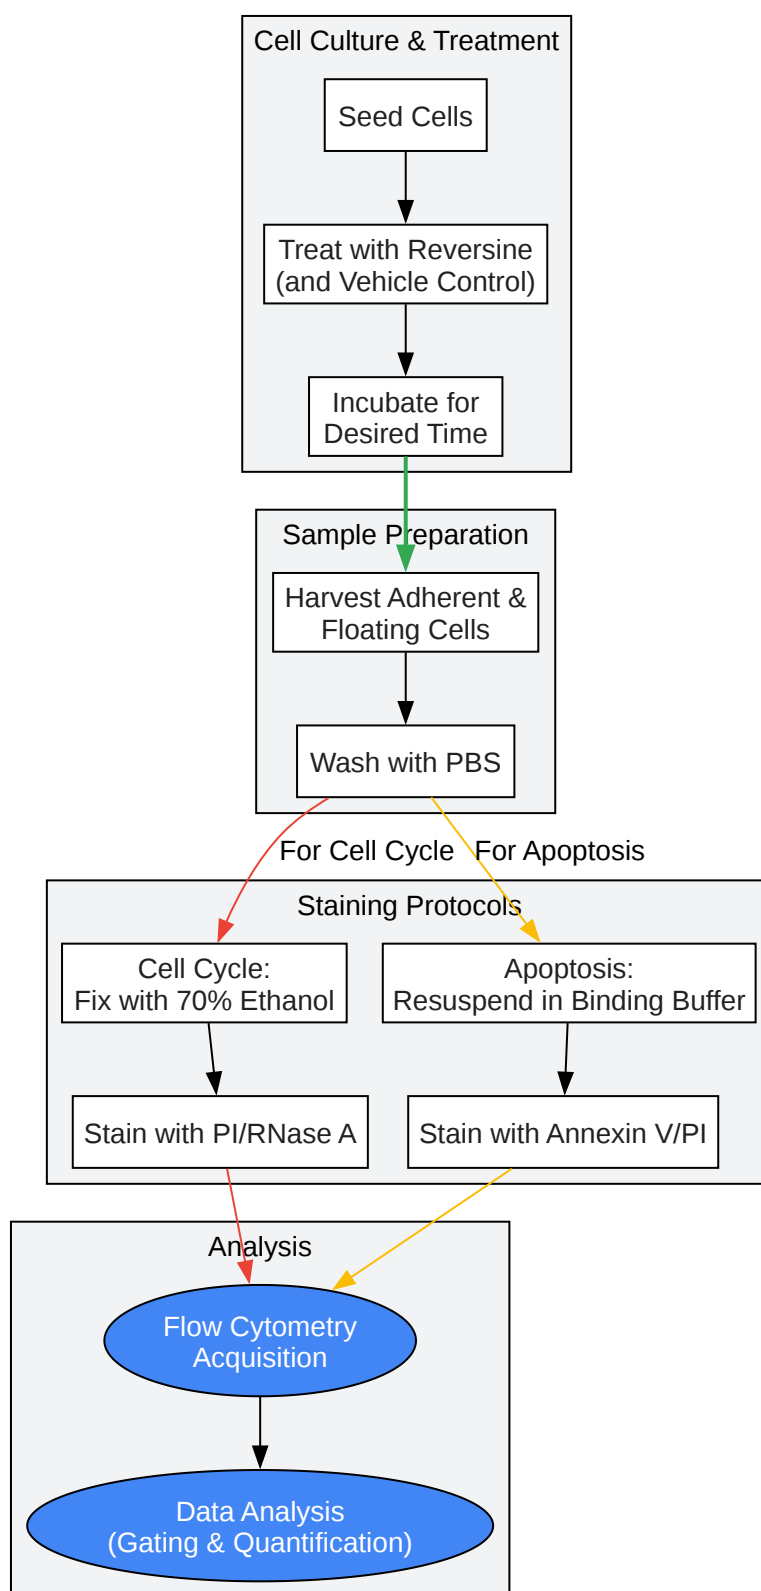 Cell Culture & Treatment
Seed Cells
Treat with Reversine
(and Vehicle Control)
Incubate for
Desired Time
Sample Preparation
Harvest Adherent &
Floating Cells
Wash with PBS
For Cell Cycle
For Apoptosis
Staining Protocols
Cell Cycle:
Fix with 70% Ethanol
Apoptosis:
Resuspend in Binding Buffer
Stain with PI/RNase A
Stain with Annexin V/PI
Analysis
Flow Cytometry
Acquisition
Data Analysis
(Gating & Quantification)